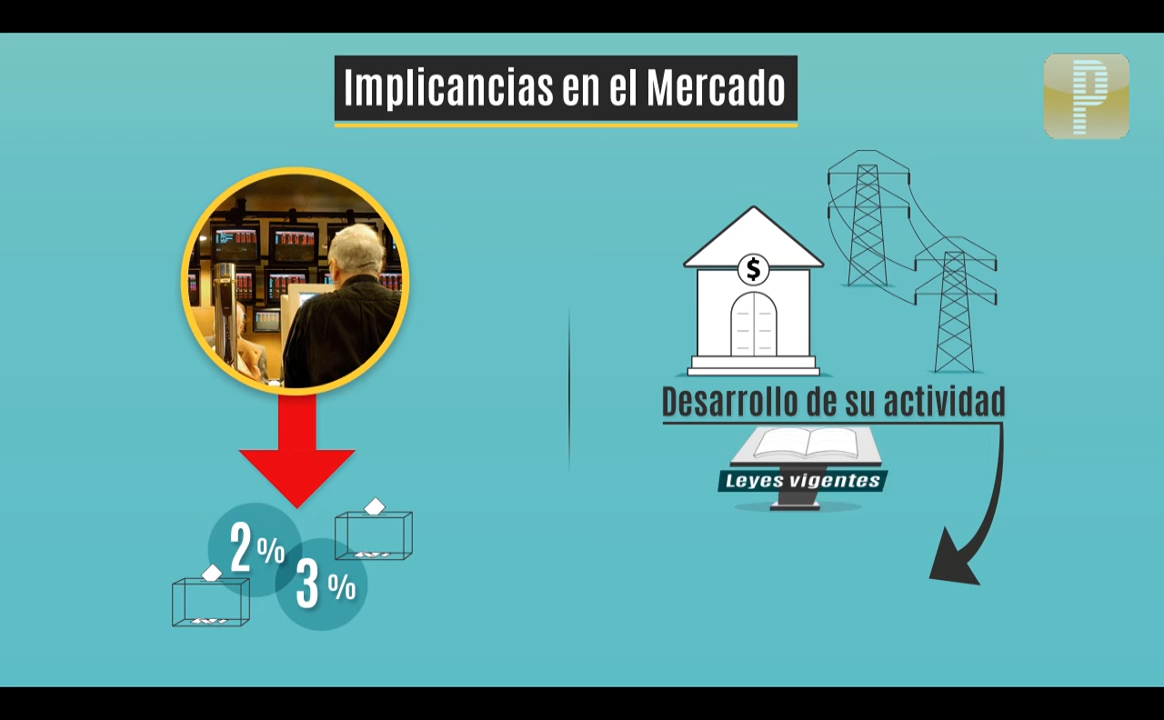 Implicancias en el Mercado
P
$
Desarrollo de su actividad
Leyes vigentes
2 %
3 %